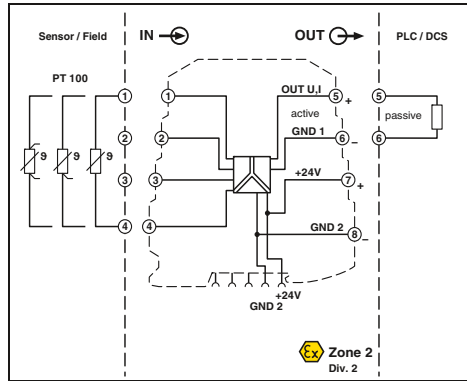 Sensor / Field
IN
OUT
PLC / DCS
PT 100
1
2
3
4
ϑ
ϑ
ϑ
1
2
3
4
OUT U,I
5
+
active
GND 1
6
–
+24V
7
+
GND 2
8
–
5
6
passive
+24V
GND 2
Ex
Zone 2
Div. 2